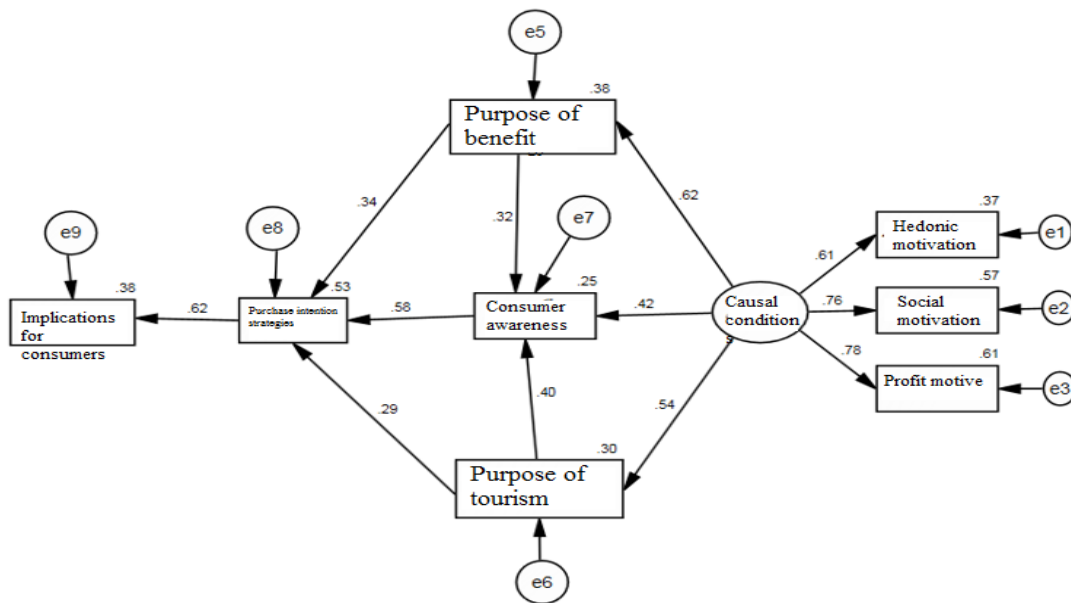 e5
.38
Purpose of
benefit
.34
.32
.62
e7
e8
e9
.37
Hedonic
motivation
e1
.61
.38
Implications
for
consumers
.62
.53
Purchase intention
strategies
.58
.25
Consumer
awareness
.42
Causal
condition
s
.76
.57
Social
motivation
e2
.78
.61
Profit motive
e3
.29
.40
.54
.30
Purpose of
tourism
e6